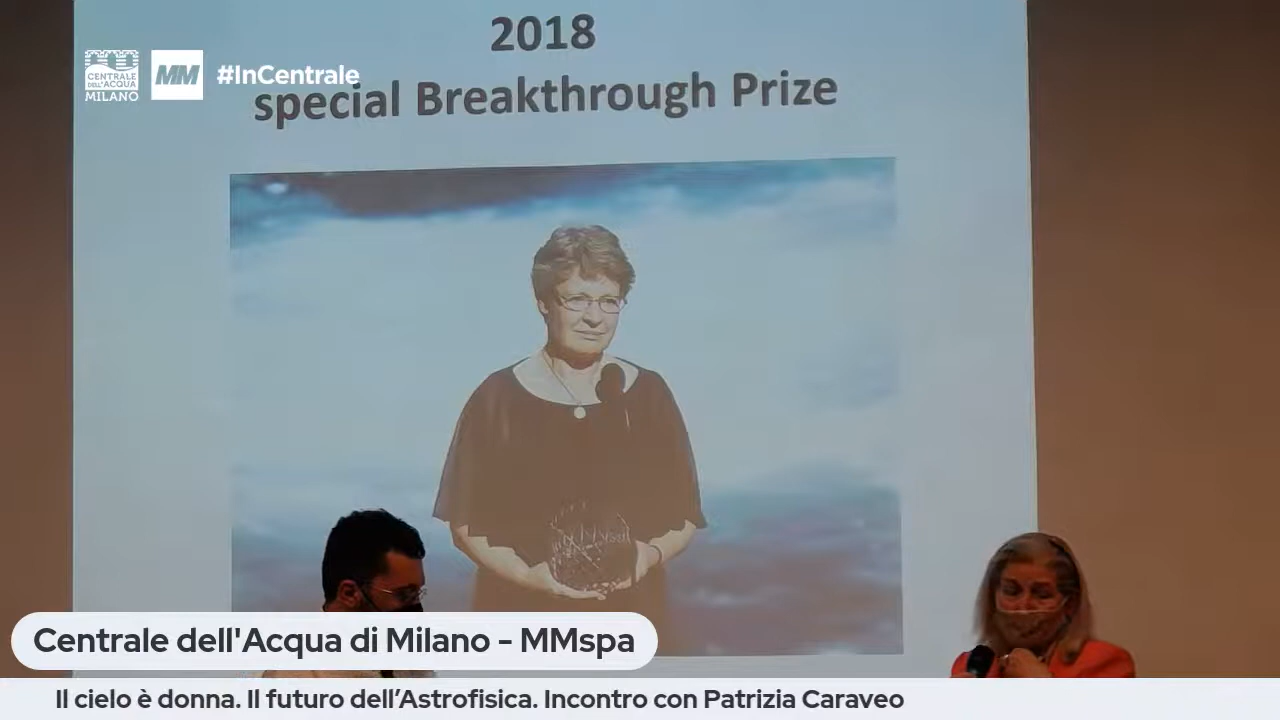 2018
special Breakthrough Prize
CENTRALE
DELL'ACQUA
MILANO
MM
#InCentrale
Centrale dell'Acqua di Milano - MMspa
Il cielo è donna. Il futuro dell’Astrofisica. Incontro con Patrizia Caraveo